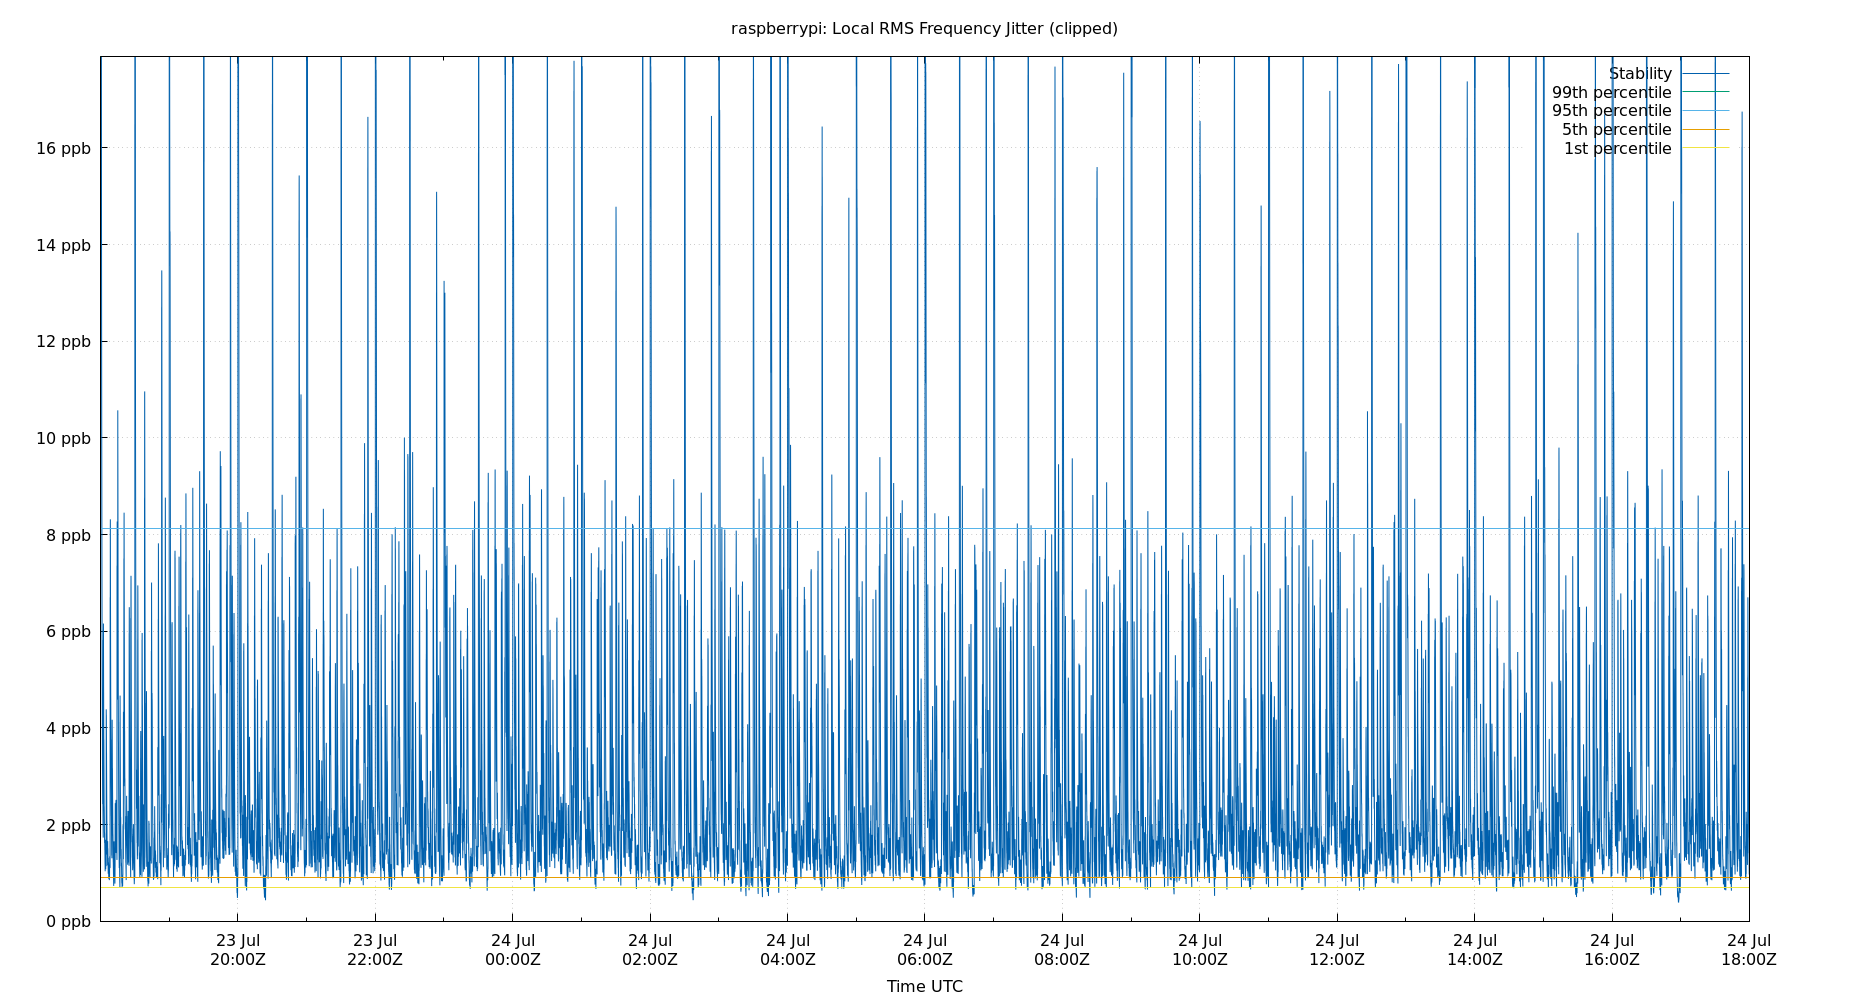 raspberrypi: Local RMS Frequency Jitter (clipped)
Stability
99th percentile
95th percentile
5th percentile
1st percentile
16 ppb
14 ppb
12 ppb
10 ppb
8 ppb
6 ppb
4 ppb
2 ppb
0 ppb
23 Jul 23 Jul 24 Jul 24 Jul 24 Jul 24 Jul 24 Jul 24 Jul 24 Jul 24 Jul 24 Jul 24 Jul
20:00Z 22:00Z 00:00Z 02:00Z 04:00Z 06:00Z 08:00Z 10:00Z 12:00Z 14:00Z 16:00Z 18:00Z
Time UTC